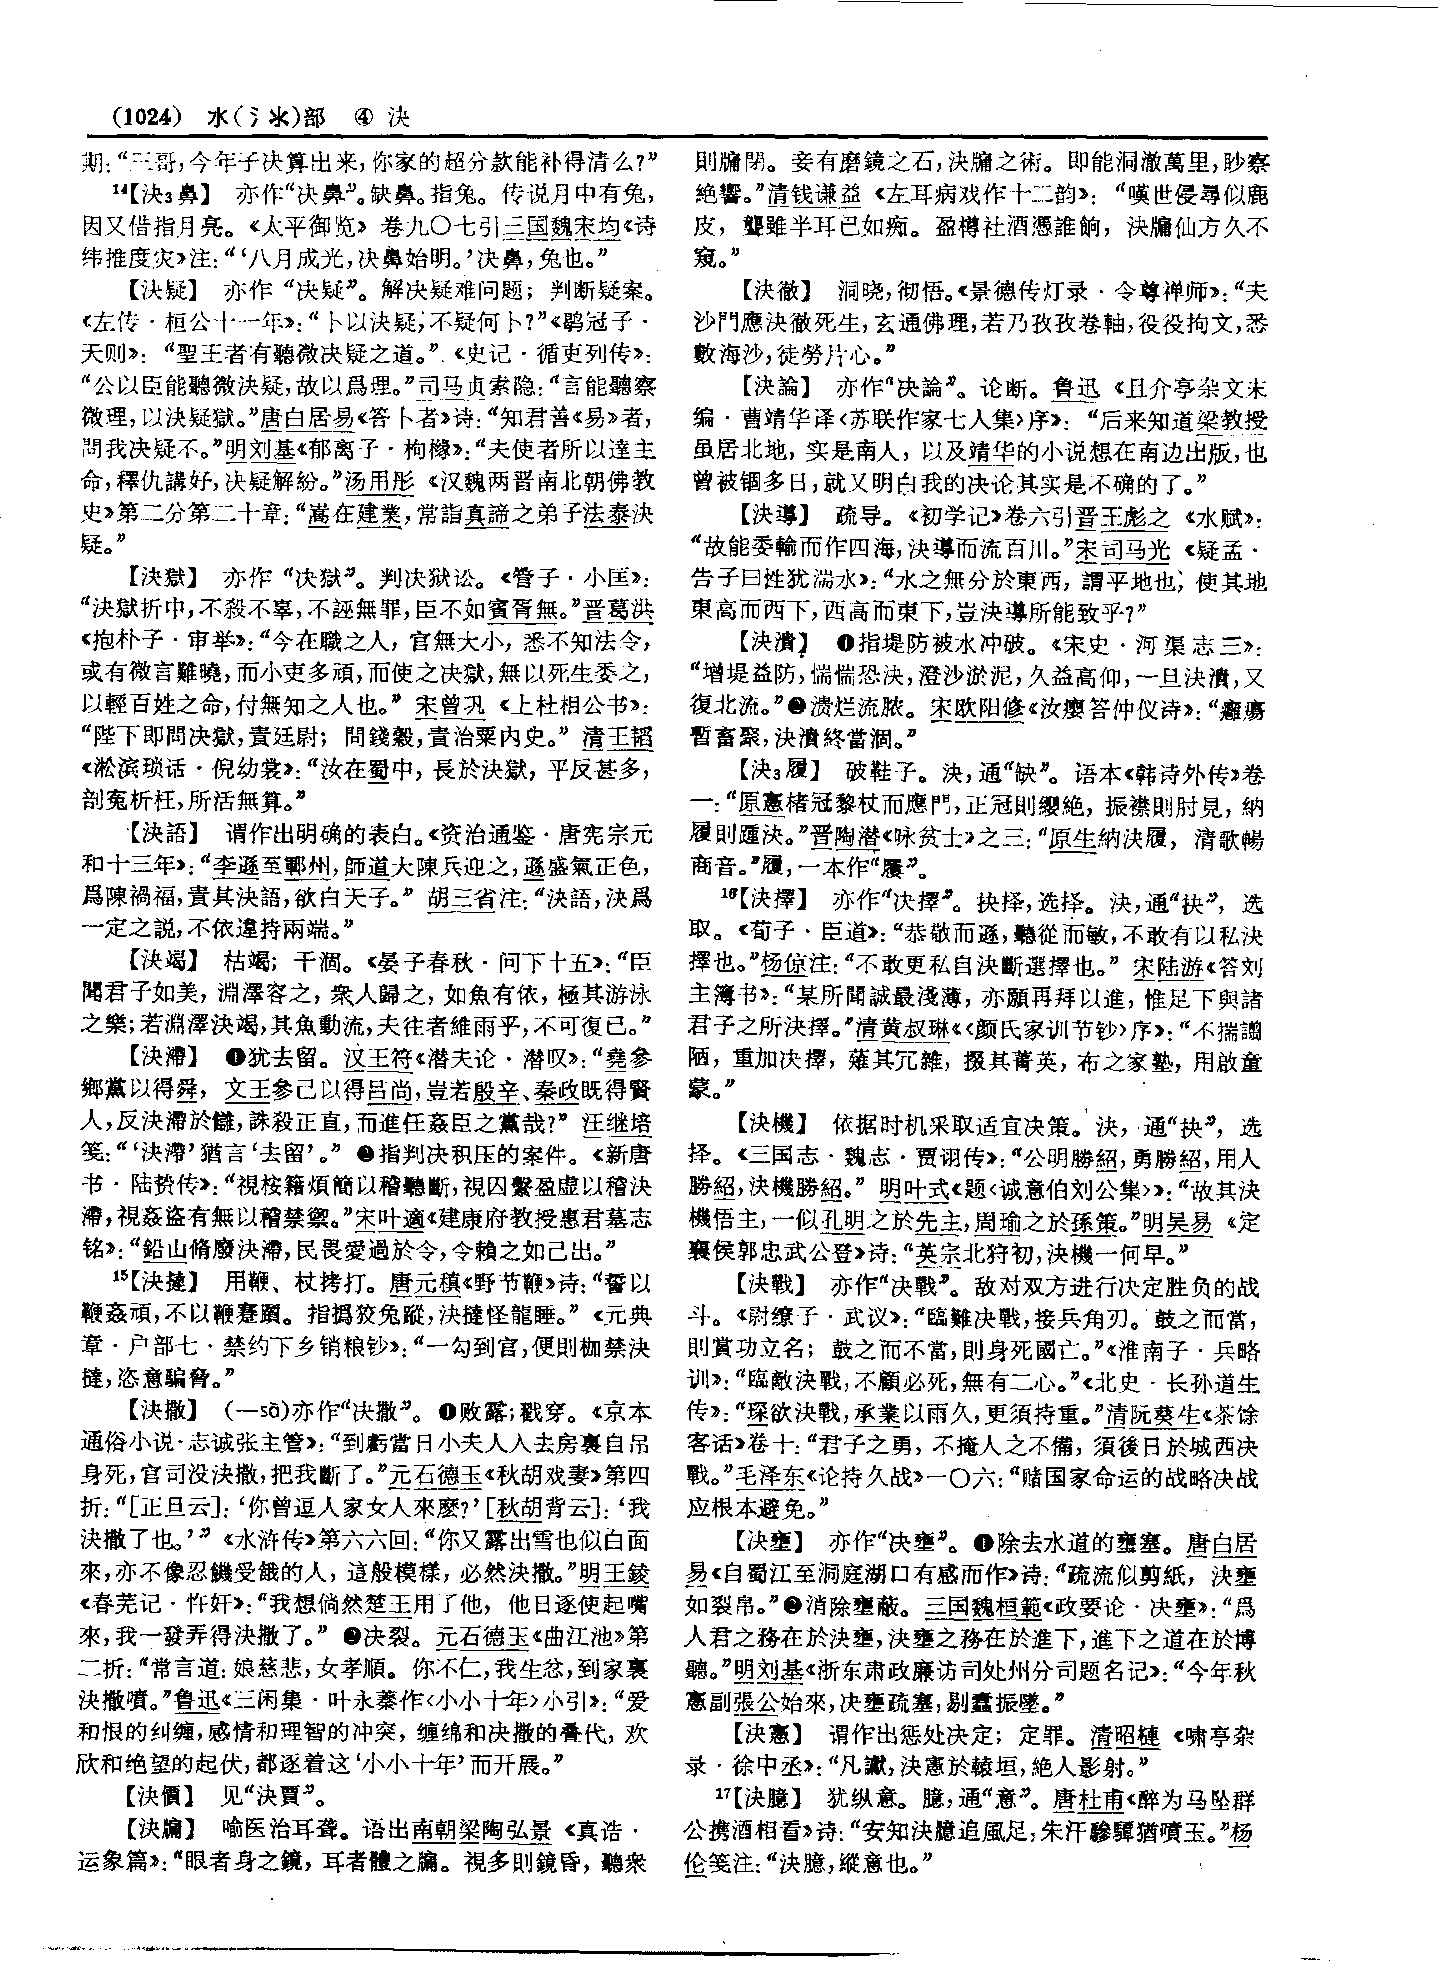 (1024) 水(氵氺)部 ④ 決
期：“三哥，今年子决算出来，你家的超分款能补得清么？”
¹⁴【決₃鼻】 亦作“决鼻”。缺鼻。指兔。传说月中有兔，
因又借指月亮。《太平御览》卷九〇七引三国魏宋均《诗
纬推度灾》注：“‘八月成光，决鼻始明。’决鼻，兔也。”
【決疑】 亦作“决疑”。解决疑难问题；判断疑案。
《左传·桓公十一年》：“卜以決疑，不疑何卜？”《鹖冠子·
天则》：“聖王者有聽微决疑之道。”《史记·循吏列传》：
“公以臣能聽微決疑，故以爲理。”司马贞索隐：“言能聽察
微理，以決疑獄。”唐白居易《答卜者》诗：“知君善《易》者，
問我决疑不。”明刘基《郁离子·枸橼》：“夫使者所以達主
命，釋仇講好，决疑解紛。”汤用彤《汉魏两晋南北朝佛教
史》第二分第二十章：“嵩在建業，常詣真諦之弟子法泰決
疑。”
【決獄】 亦作“决獄”。判决狱讼。《管子·小匡》：
“決獄折中，不殺不辜，不誣無罪，臣不如賓胥無。”晋葛洪
《抱朴子·审举》：“今在職之人，官無大小，悉不知法令，
或有微言難曉，而小吏多頑，而使之决獄，無以死生委之，
以輕百姓之命，付無知之人也。”宋曾巩《上杜相公书》：
“陛下即問决獄，責廷尉；問錢穀，責治粟内史。”清王韬
《淞滨琐话·倪幼裳》：“汝在蜀中，長於決獄，平反甚多，
剖冤析枉，所活無算。”
【決語】 谓作出明确的表白。《资治通鉴·唐宪宗元
和十三年》：“李遜至鄆州，師道大陳兵迎之，遜盛氣正色，
爲陳禍福，責其決語，欲白天子。”胡三省注：“決語，決爲
一定之説，不依違持兩端。”
【決竭】 枯竭；干涸。《晏子春秋·问下十五》：“臣
聞君子如美，淵澤容之，衆人歸之，如魚有依，極其游泳
之樂；若淵澤決竭，其魚動流，夫往者維雨乎，不可復已。”
【決滯】 ❶犹去留。汉王符《潜夫论·潜叹》：“堯參
鄉黨以得舜，文王參己以得吕尚，豈若殷辛、秦政既得賢
人，反決滯於讎，誅殺正直，而進任姦臣之黨哉？”汪继培
笺：“‘決滯’猶言‘去留’。”❷指判决积压的案件。《新唐
书·陆贽传》：“視桉籍煩簡以稽聽斷，視囚繫盈虚以稽決
滯，視姦盗有無以稽禁禦。”宋叶適《建康府教授惠君墓志
铭》：“鉛山脩廢決滯，民畏愛過於令，令賴之如己出。”
¹⁵【決撻】 用鞭、杖拷打。唐元稹《野节鞭》诗：“誓以
鞭姦頑，不以鞭蹇躓。指撝狡兔蹤，決撻怪龍睡。”《元典
章·户部七·禁约下乡销粮钞》：“一勾到官，便則枷禁決
撻，恣意騙脅。”
【決撒】 （—sā）亦作“决撒”。❶败露；戳穿。《京本
通俗小说·志诚张主管》：“到虧當日小夫人入去房裏自吊
身死，官司没決撒，把我斷了。”元石德玉《秋胡戏妻》第四
折：“［正旦云］：‘你曾逗人家女人來麽？’［秋胡背云］：‘我
決撒了也。’”《水浒传》第六六回：“你又露出雪也似白面
來，亦不像忍饑受餓的人，這般模樣，必然決撒。”明王錂
《春芜记·忤奸》：“我想倘然楚王用了他，他日逐使起嘴
來，我一發弄得決撒了。”❷决裂。元石德玉《曲江池》第
二折：“常言道：娘慈悲，女孝順。你不仁，我生忿，到家裏
決撒噴。”鲁迅《三闲集·叶永蓁作〈小小十年〉小引》：“爱
和恨的纠缠，感情和理智的冲突，缠绵和决撒的叠代，欢
欣和绝望的起伏，都逐着这‘小小十年’而开展。”
【決價】 见“決賈”。
【決牖】 喻医治耳聋。语出南朝梁陶弘景《真诰·
运象篇》：“眼者身之鏡，耳者體之牖。視多則鏡昏，聽衆
則牖閉。妾有磨鏡之石，決牖之術。即能洞澈萬里，眇察
絶響。”清钱谦益《左耳病戏作十二韵》：“嘆世侵尋似鹿
皮，聾雖半耳已如痴。盈樽社酒憑誰餉，決牖仙方久不
窺。”
【決徹】 洞晓，彻悟。《景德传灯录·令尊禅师》：“夫
沙門應決徹死生，玄通佛理，若乃孜孜卷軸，役役拘文，悉
數海沙，徒勞片心。”
【決論】 亦作“决論”。论断。鲁迅《且介亭杂文末
编·曹靖华译〈苏联作家七人集〉序》：“后来知道梁教授
虽居北地，实是南人，以及靖华的小说想在南边出版，也
曾被锢多日，就又明白我的决论其实是不确的了。”
【決導】 疏导。《初学记》卷六引晋王彪之《水赋》：
“故能委輸而作四海，決導而流百川。”宋司马光《疑孟·
告子曰性犹湍水》：“水之無分於東西，謂平地也，使其地
東高而西下，西高而東下，豈決導所能致乎？”
【決潰】 ❶指堤防被水冲破。《宋史·河渠志三》：
“增堤益防，惴惴恐決，澄沙淤泥，久益高仰，一旦決潰，又
復北流。”❷溃烂流脓。宋欧阳修《汝瘿答仲仪诗》：“癰瘍
暫畜聚，決潰終當涸。”
【決₃履】 破鞋子。決，通“缺”。语本《韩诗外传》卷
一：“原憲楮冠黎杖而應門，正冠則纓絶，振襟則肘見，納
履則踵決。”晋陶潜《咏贫士》之三：“原生納決履，清歌暢
商音。”履，一本作“屨”。
¹⁶【決擇】 亦作“决擇”。抉择，选择。決，通“抉”，选
取。《荀子·臣道》：“恭敬而遜，聽從而敏，不敢有以私決
擇也。”杨倞注：“不敢更私自決斷選擇也。”宋陆游《答刘
主簿书》：“某所聞誠最淺薄，亦願再拜以進，惟足下與諸
君子之所決擇。”清黄叔琳《〈颜氏家训节钞〉序》：“不揣譾
陋，重加決擇，薙其冗雜，掇其菁英，布之家塾，用啟童
蒙。”
【決機】 依据时机采取适宜决策。決，通“抉”，选
择。《三国志·魏志·贾诩传》：“公明勝紹，勇勝紹，用人
勝紹，決機勝紹。”明叶式《题〈诚意伯刘公集〉》：“故其決
機悟主，一似孔明之於先主，周瑜之於孫策。”明吴易《定
襄侯郭忠武公登》诗：“英宗北狩初，決機一何早。”
【決戰】 亦作“决戰”。敌对双方进行决定胜负的战
斗。《尉缭子·武议》：“臨難决戰，接兵角刃。鼓之而當，
則賞功立名；鼓之而不當，則身死國亡。”《淮南子·兵略
训》：“臨敵決戰，不顧必死，無有二心。”《北史·长孙道生
传》：“琛欲決戰，承業以雨久，更須持重。”清阮葵生《茶馀
客话》卷十：“君子之勇，不掩人之不備，須後日於城西决
戰。”毛泽东《论持久战》一〇六：“赌国家命运的战略决战
应根本避免。”
【決壅】 亦作“决壅”。❶除去水道的壅塞。唐白居
易《自蜀江至洞庭湖口有感而作》诗：“疏流似剪紙，決壅
如裂帛。”❷消除壅蔽。三国魏桓範《政要论·决壅》：“爲
人君之務在於決壅，決壅之務在於進下，進下之道在於博
聽。”明刘基《浙东肃政廉访司处州分司题名记》：“今年秋
憲副張公始來，决壅疏塞，剔蠹振墜。”
【決憲】 谓作出惩处决定；定罪。清昭槤《啸亭杂
录·徐中丞》：“凡讞，決憲於轅垣，絶人影射。”
¹⁷【決臆】 犹纵意。臆，通“意”。唐杜甫《醉为马坠群
公携酒相看》诗：“安知決臆追風足，朱汗驂驔猶噴玉。”杨
伦笺注：“決臆，縱意也。”